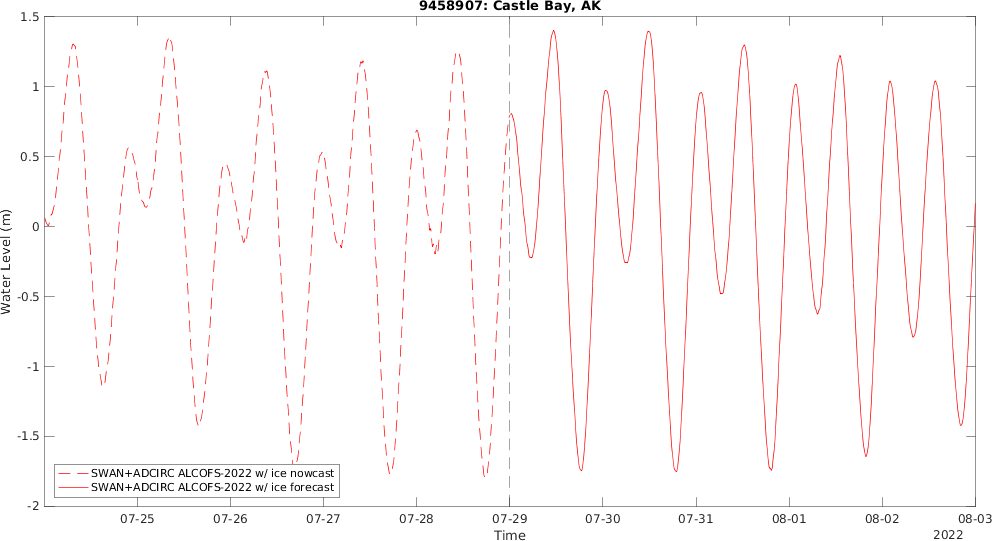 9458907: Castle Bay, AK
1.5
1
0.5
0
-0.5
-1
-1.5
-2
Water Level (m)
SWAN+ADCIRC ALCOFS-2022 w/ ice nowcast
SWAN+ADCIRC ALCOFS-2022 w/ ice forecast
07-25 07-26 07-27 07-28 07-29 07-30 07-31 08-01 08-02 08-03
Time
2022